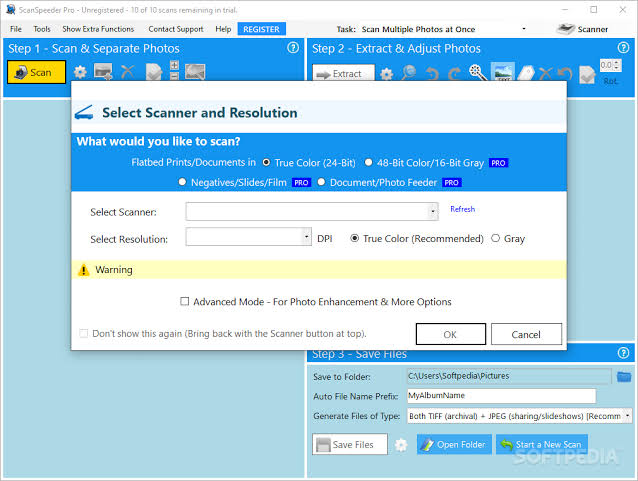 ScanSpeeder Pro - Unregistered - 10 of 10 scans remaining in trial.
File Tools Show Extra Functions Contact Support Help REGISTER Task: Scan Multiple Photos at Once Scanner
Step 1 - Scan & Separate Photos
Step 2 - Extract & Adjust Photos
Scan
Extract
TEXT
0.0
Rot.
Select Scanner and Resolution
What would you like to scan?
Flatbed Prints/Documents in True Color (24-Bit) 48-Bit Color/16-Bit Gray PRO
Negatives/Slides/Film PRO Document/Photo Feeder PRO
Select Scanner: Refresh
Select Resolution: DPI True Color (Recommended) Gray
Warning
Advanced Mode - For Photo Enhancement & More Options
Don't show this again (Bring back with the Scanner button at top). OK Cancel
Step 3 - Save Files
Save to Folder: C:\Users\Softpedia\Pictures
Auto File Name Prefix: MyAlbumName
Generate Files of Type: Both TIFF (archival) + JPEG (sharing/slideshows) [Recomm
Save Files Open Folder Start a New Scan
SOFTPEDIA